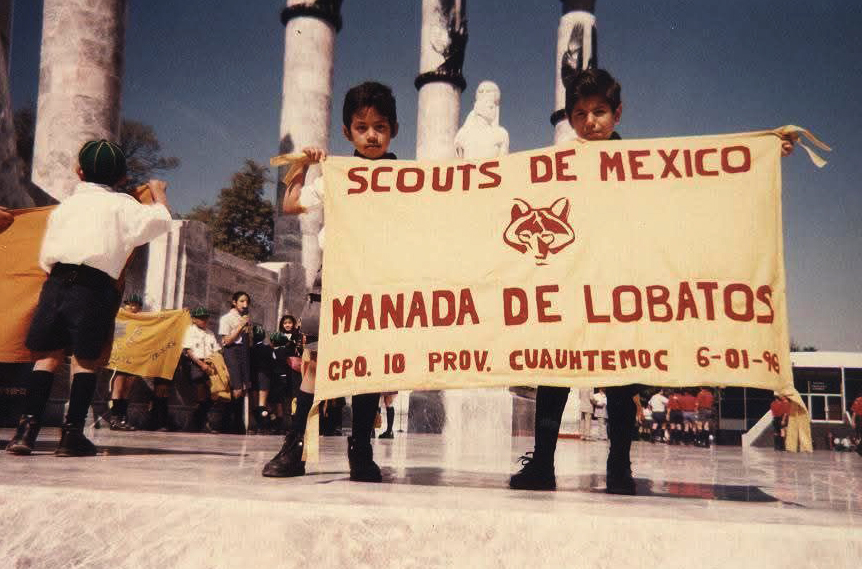 SCOUTS DE MEXICO
MANADA DE LOBATOS
GPO. 10 PROV. CUAUHTEMOC 6-01-96